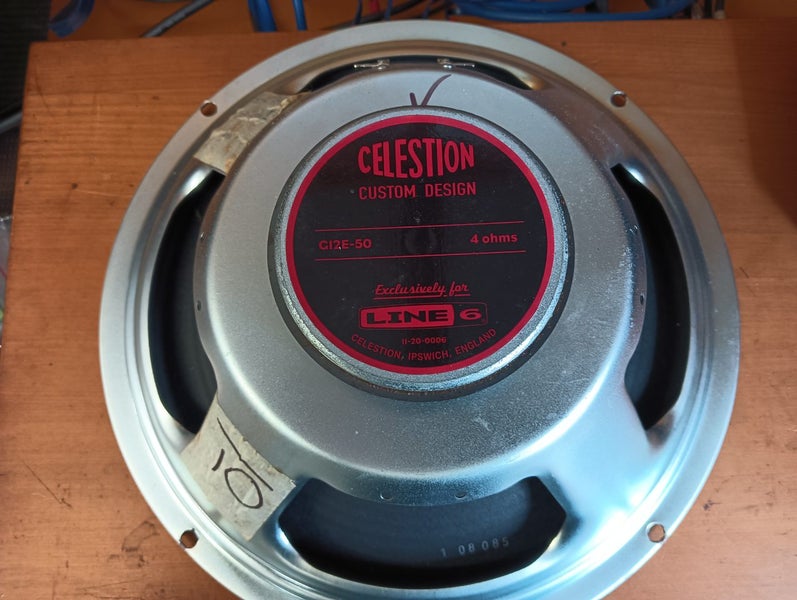 CELESTION
CUSTOM DESIGN
G12E-50 4 ohms
Exclusively for
LINE 6
11-20-0006
CELESTION, IPSWICH, ENGLAND
1 08 085